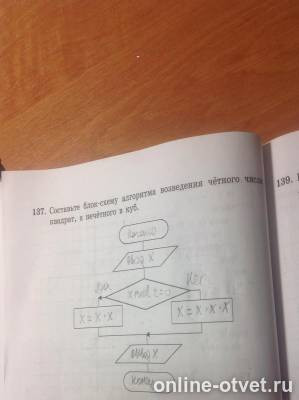 137. Составьте блок-схему алгоритма возведения чётного числа
квадрат, а нечётного в куб.
139.
начало
ввод X
да
нет
x mod 2=0
X = X * X
X = X * X * X
вывод X
конец
online-otvet.ru